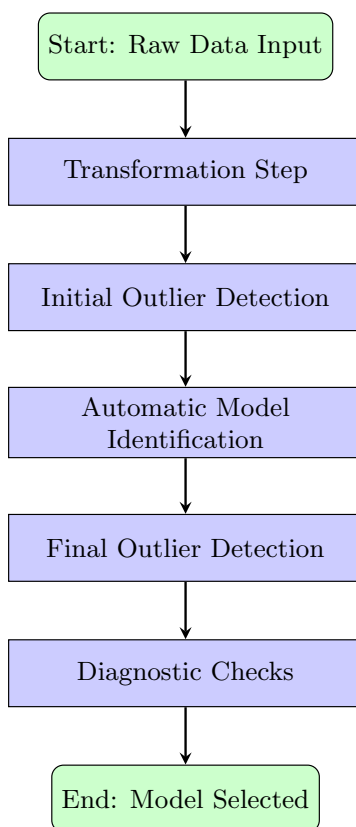 Start: Raw Data Input
Transformation Step
Initial Outlier Detection
Automatic Model
Identification
Final Outlier Detection
Diagnostic Checks
End: Model Selected